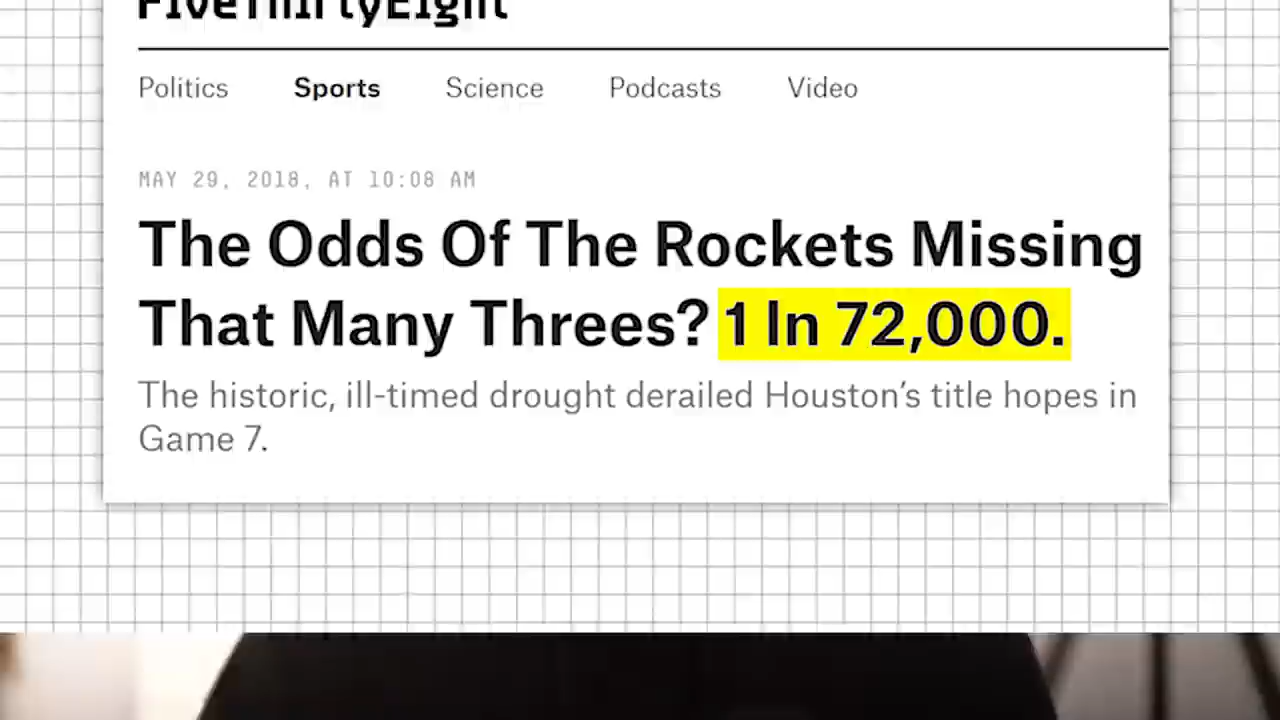 FiveThirtyEight
Politics Sports Science Podcasts Video
MAY 29, 2018, AT 10:08 AM
The Odds Of The Rockets Missing
That Many Threes? 1 In 72,000.
The historic, ill-timed drought derailed Houston’s title hopes in
Game 7.